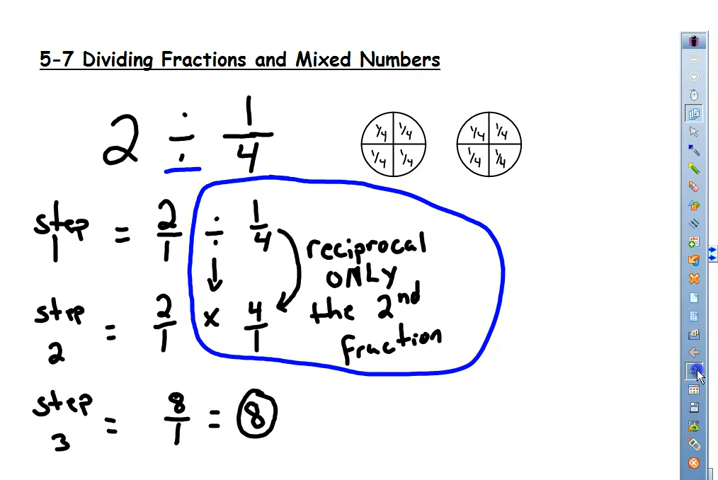 5-7 Dividing Fractions and Mixed Numbers
2 ÷ 1/4
1/4 1/4 1/4 1/4
1/4 1/4 1/4 1/4
step 1 = 2/1 ÷ 1/4
reciprocal
ONLY
the 2nd
fraction
step 2 = 2/1 x 4/1
step 3 = 8/1 = 8